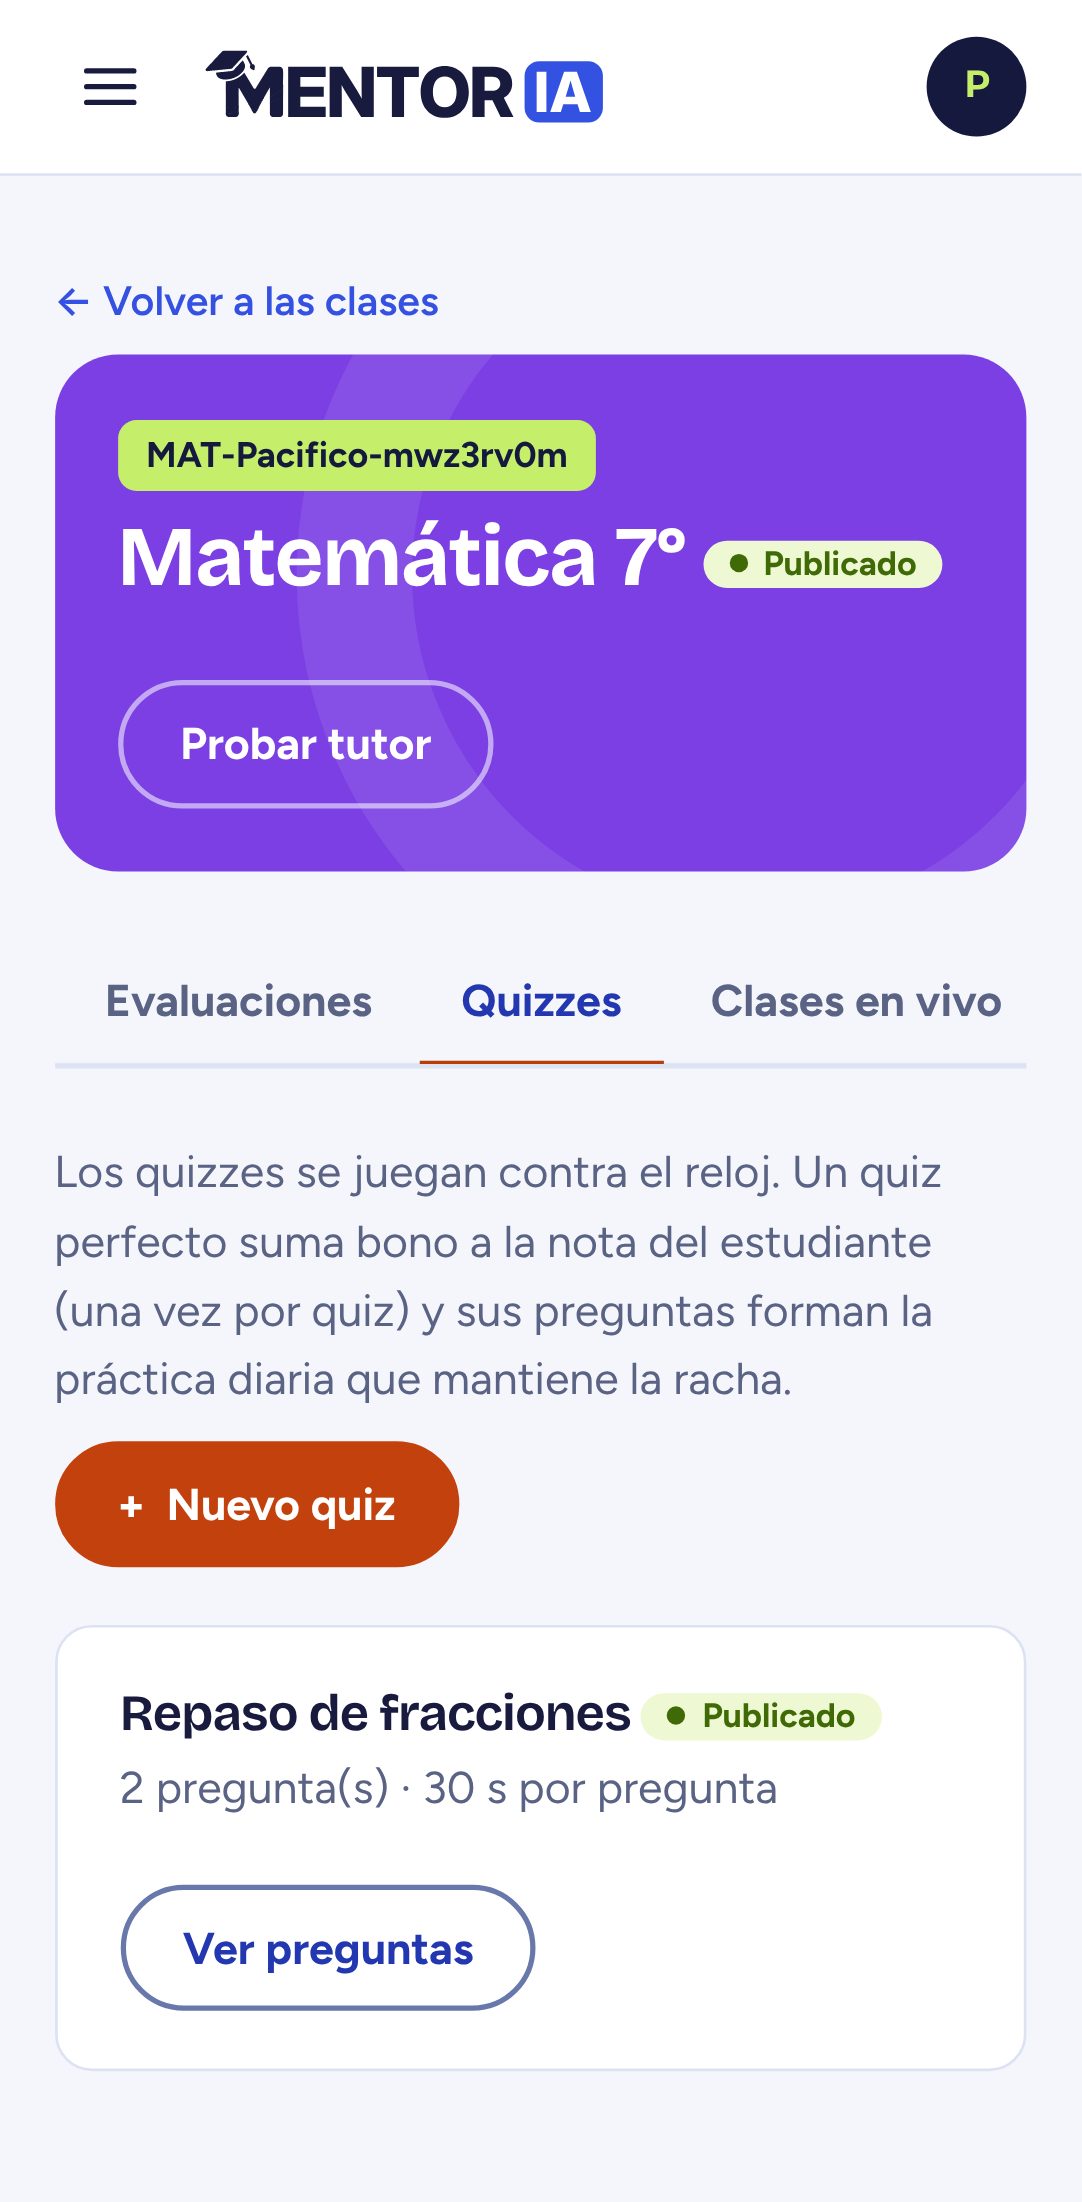 MENTOR IA
P
← Volver a las clases
MAT-Pacifico-mwz3rv0m
Matemática 7° Publicado
Probar tutor
Evaluaciones Quizzes Clases en vivo
Los quizzes se juegan contra el reloj. Un quiz
perfecto suma bono a la nota del estudiante
(una vez por quiz) y sus preguntas forman la
práctica diaria que mantiene la racha.
+ Nuevo quiz
Repaso de fracciones Publicado
2 pregunta(s) · 30 s por pregunta
Ver preguntas